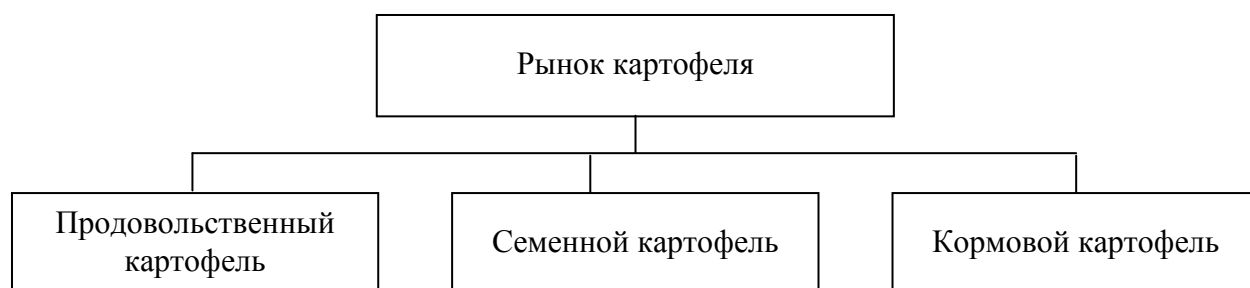 Рынок картофеля
Продовольственный
картофель
Семенной картофель
Кормовой картофель